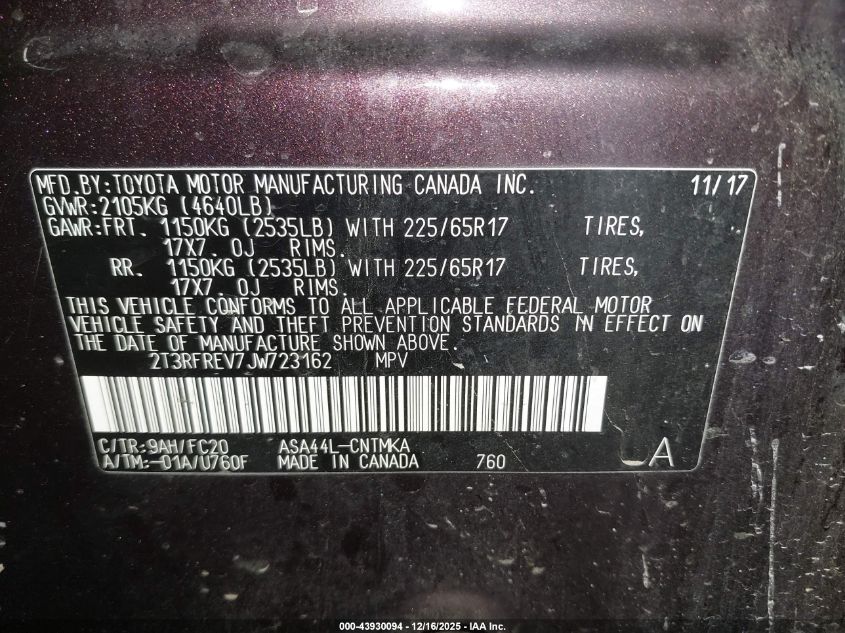 MFD.BY:TOYOTA MOTOR MANUFACTURING CANADA INC. 11/17
GVWR:2105KG (4640LB)
GAWR:FRT. 1150KG (2535LB) WITH 225/65R17 TIRES,
17X7.0J RIMS.
RR. 1150KG (2535LB) WITH 225/65R17 TIRES,
17X7.0J RIMS.
THIS VEHICLE CONFORMS TO ALL APPLICABLE FEDERAL MOTOR
VEHICLE SAFETY AND THEFT PREVENTION STANDARDS IN EFFECT ON
THE DATE OF MANUFACTURE SHOWN ABOVE.
2T3RFREV7JW723162 MPV
C/TR:9AH/FC20 ASA44L-CNTMKA
A/TM:-01A/U760F MADE IN CANADA 760 A
000-43930094 - 12/16/2025 - IAA Inc.